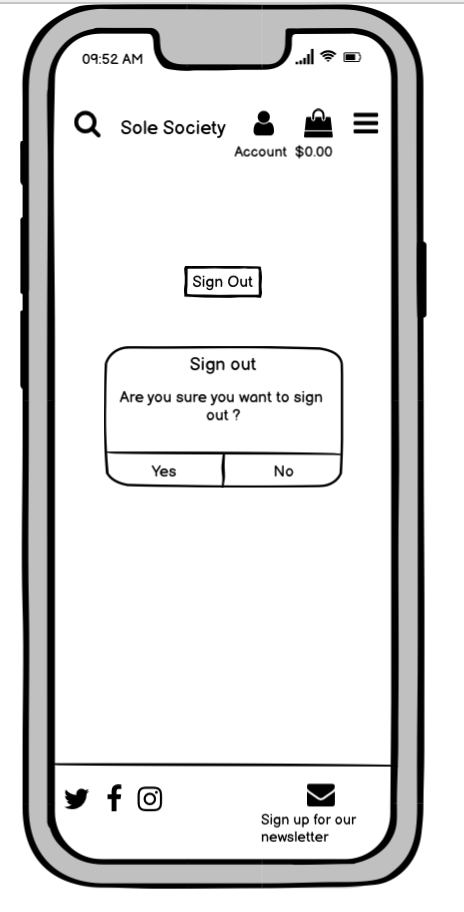 09:52 AM
Sole Society
Account $0.00
Sign Out
Sign out
Are you sure you want to sign
out ?
Yes No
Sign up for our
newsletter